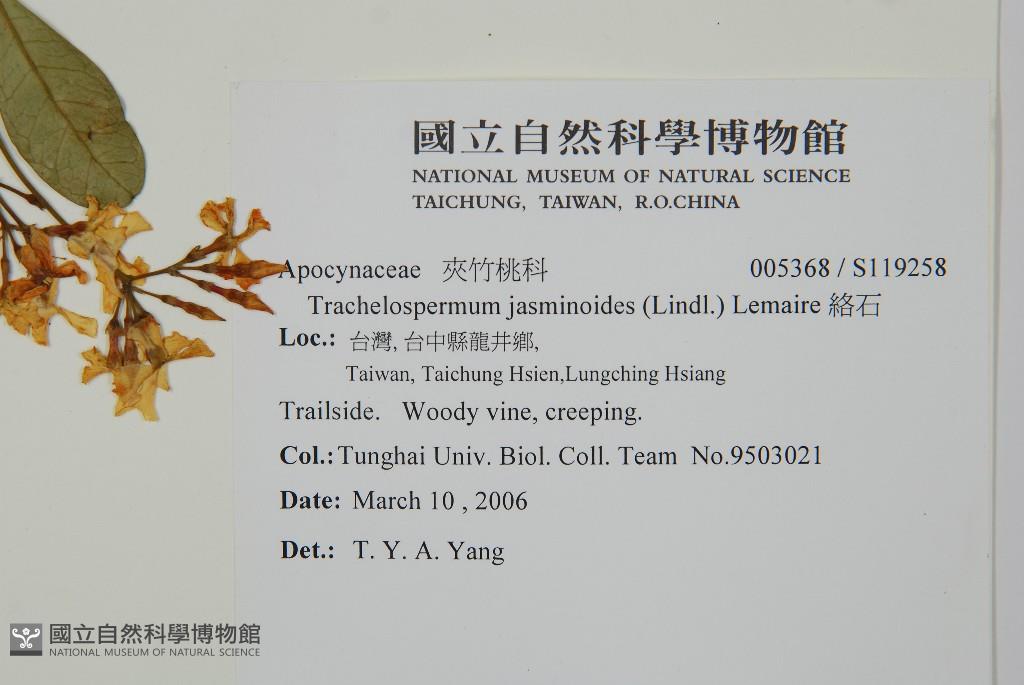 國立自然科學博物館
NATIONAL MUSEUM OF NATURAL SCIENCE
TAICHUNG, TAIWAN, R.O.CHINA
Apocynaceae 夾竹桃科 005368 / S119258
Trachelospermum jasminoides (Lindl.) Lemaire 絡石
Loc.: 台灣, 台中縣龍井鄉,
Taiwan, Taichung Hsien,Lungching Hsiang
Trailside. Woody vine, creeping.
Col.: Tunghai Univ. Biol. Coll. Team No.9503021
Date: March 10 , 2006
Det.: T. Y. A. Yang
國立自然科學博物館
NATIONAL MUSEUM OF NATURAL SCIENCE